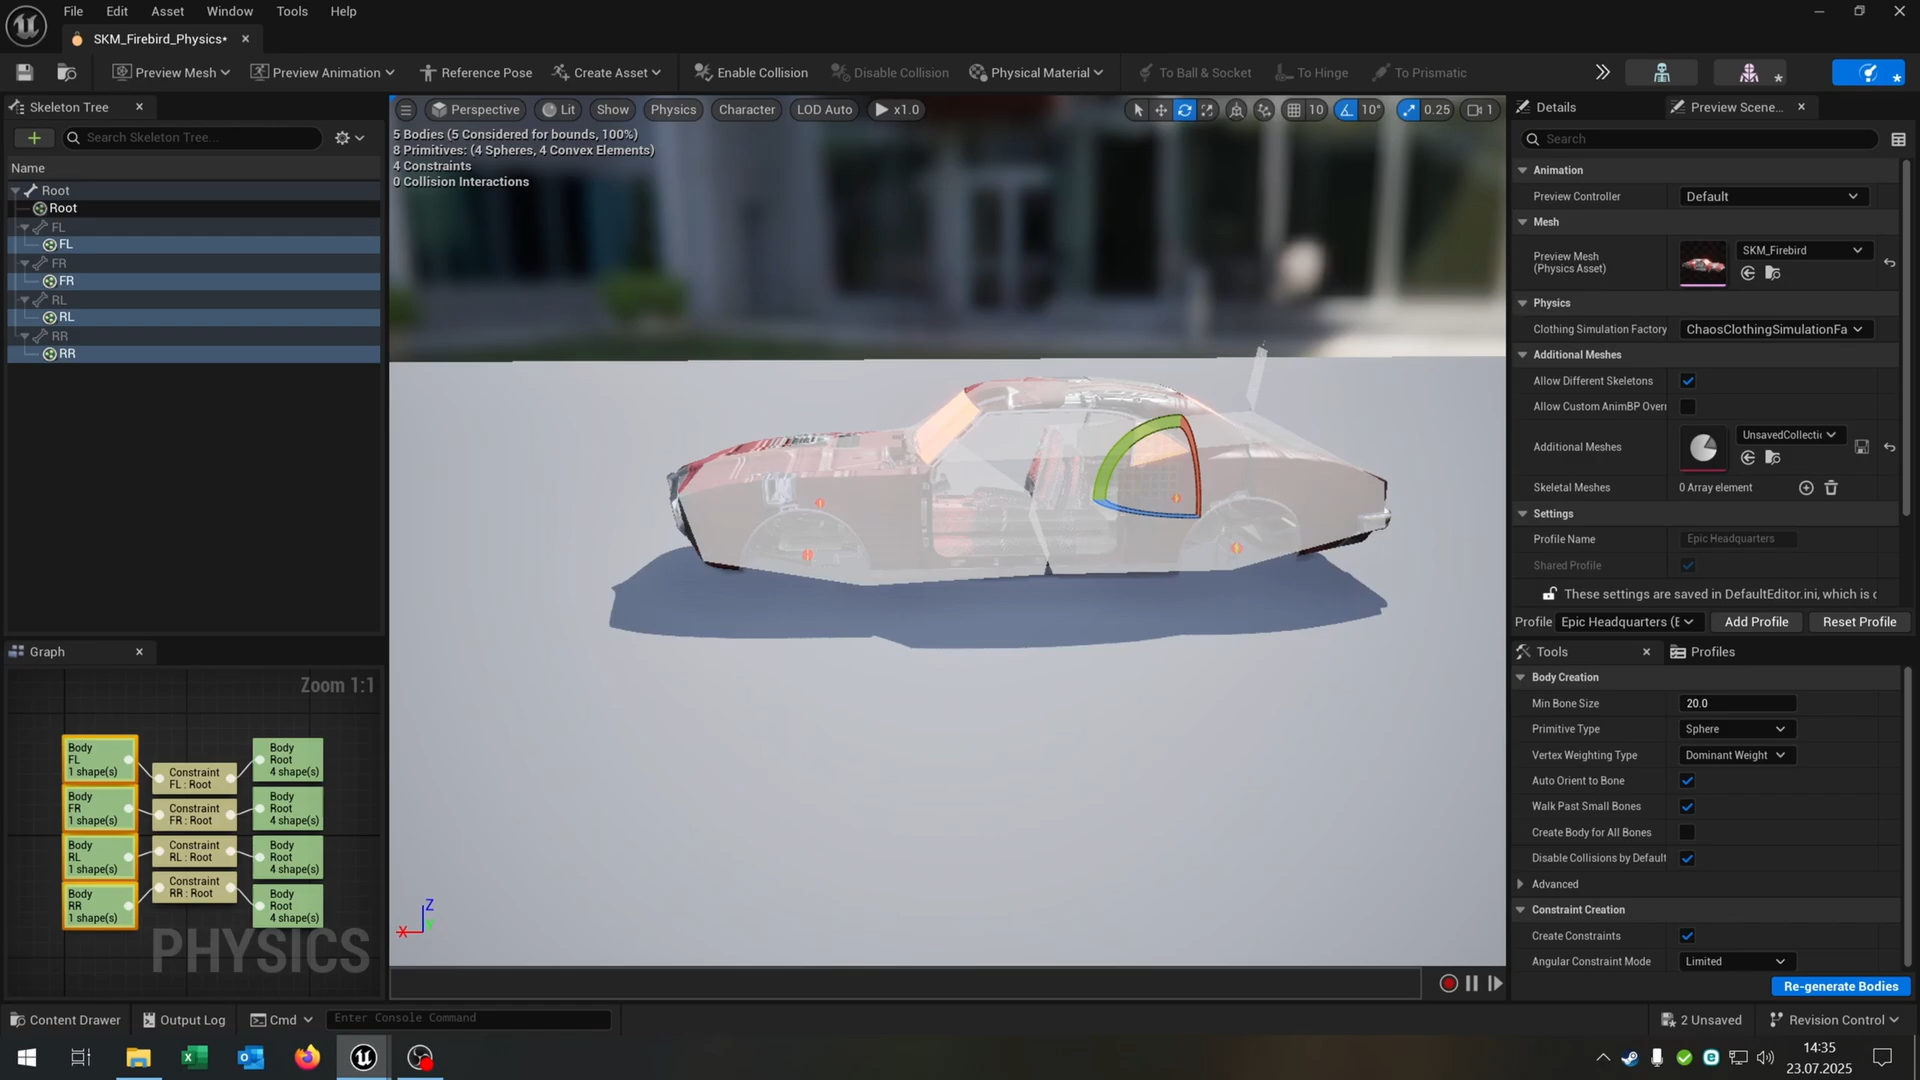 File Edit Asset Window Tools Help
SKM_Firebird_Physics*
Preview Mesh Preview Animation Reference Pose Create Asset Enable Collision Disable Collision Physical Material To Ball & Socket To Hinge To Prismatic
Skeleton Tree
Search Skeleton Tree...
Name
Root
Root
FL
FL
FR
FR
RL
RL
RR
RR
Perspective Lit Show Physics Character LOD Auto x1.0 10 10° 0.25 1
5 Bodies (5 Considered for bounds, 100%)
8 Primitives: (4 Spheres, 4 Convex Elements)
4 Constraints
0 Collision Interactions
Z
X
Graph
Zoom 1:1
Body
FL
1 shape(s)
Constraint
FL : Root
Body
Root
4 shape(s)
Body
FR
1 shape(s)
Constraint
FR : Root
Body
Root
4 shape(s)
Body
RL
1 shape(s)
Constraint
RL : Root
Body
Root
4 shape(s)
Body
RR
1 shape(s)
Constraint
RR : Root
Body
Root
4 shape(s)
PHYSICS
Details Preview Scene...
Search
Animation
Preview Controller Default
Mesh
Preview Mesh
(Physics Asset)
SKM_Firebird
Physics
Clothing Simulation Factory ChaosClothingSimulationFa
Additional Meshes
Allow Different Skeletons
Allow Custom AnimBP Overr
Additional Meshes UnsavedCollectic
Skeletal Meshes 0 Array element
Settings
Profile Name Epic Headquarters
Shared Profile
These settings are saved in DefaultEditor.ini, which is c
Profile Epic Headquarters (E Add Profile Reset Profile
Tools Profiles
Body Creation
Min Bone Size 20.0
Primitive Type Sphere
Vertex Weighting Type Dominant Weight
Auto Orient to Bone
Walk Past Small Bones
Create Body for All Bones
Disable Collisions by Default
Advanced
Constraint Creation
Create Constraints
Angular Constraint Mode Limited
Re-generate Bodies
Content Drawer Output Log Cmd Enter Console Command 2 Unsaved Revision Control
14:35
23.07.2025